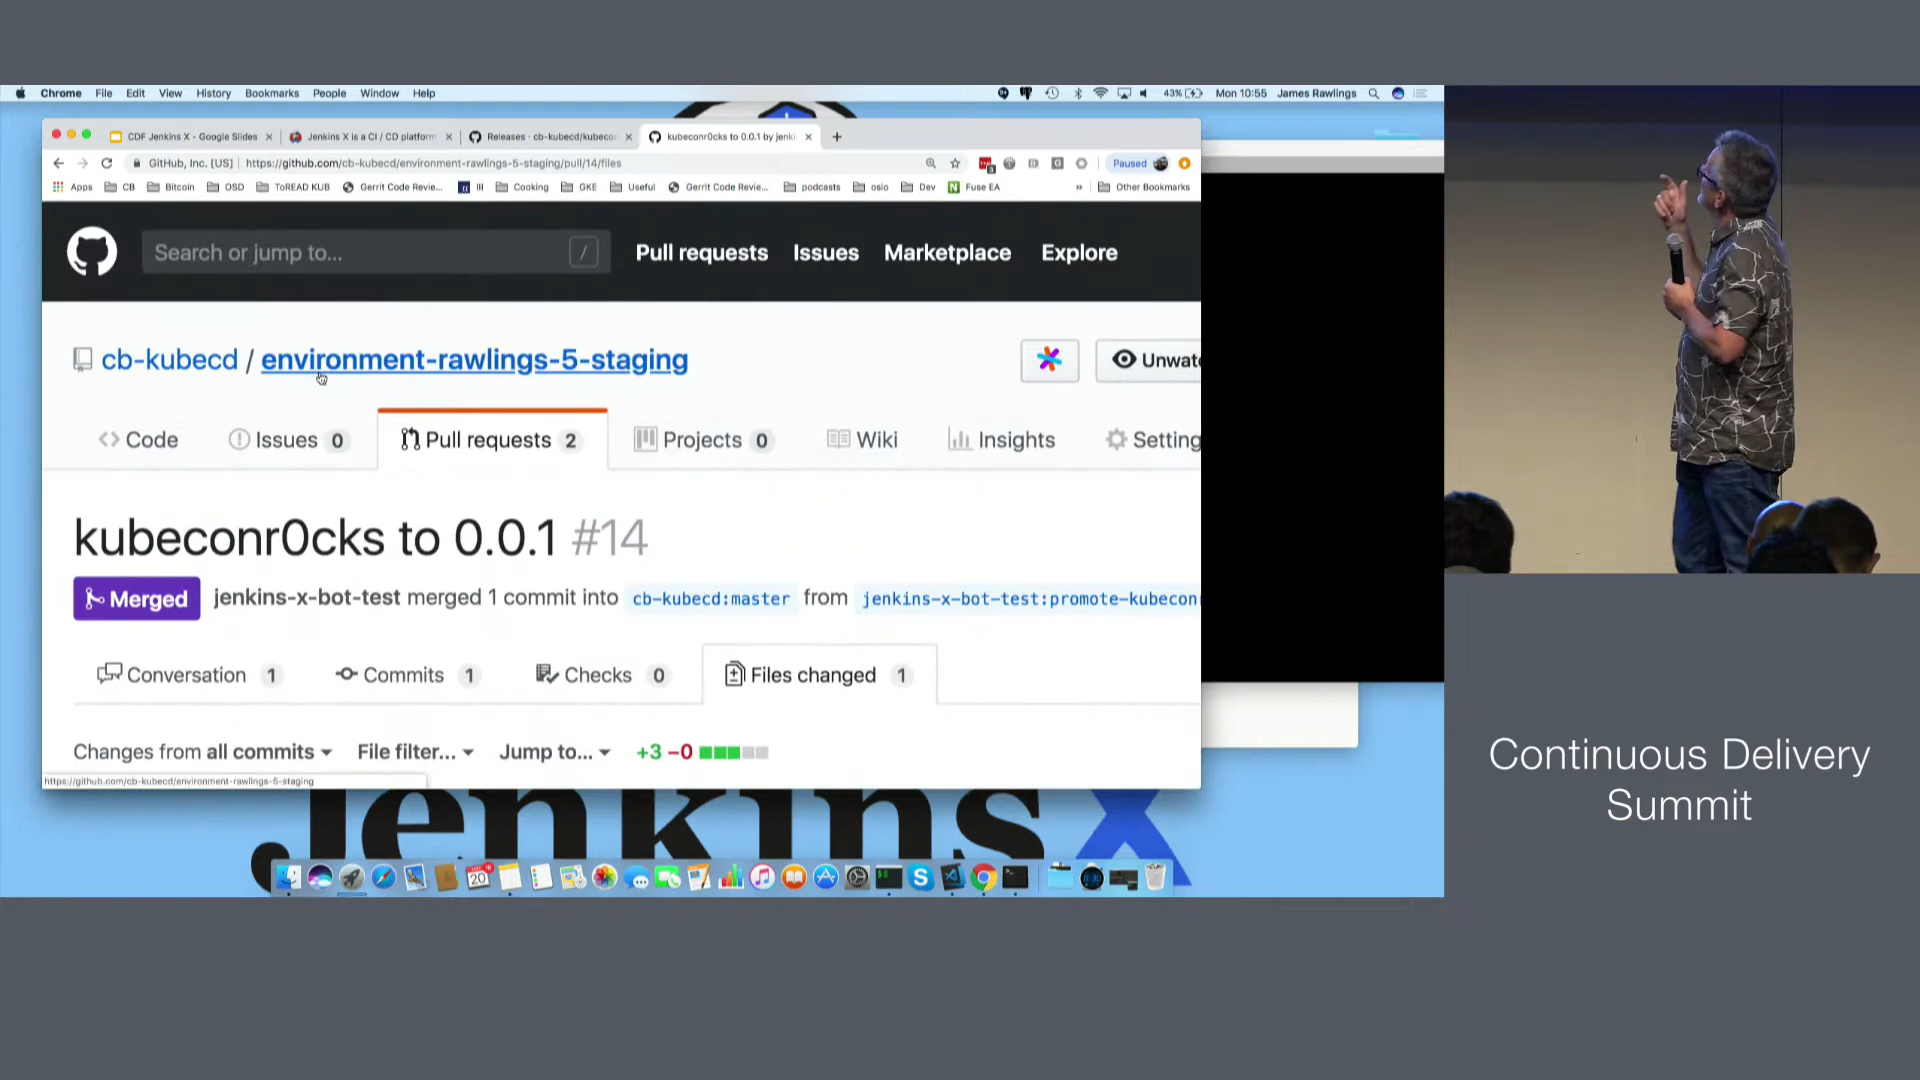 Chrome File Edit View History Bookmarks People Window Help
43% Mon 10:55 James Rawlings
CDF Jenkins X - Google Slides
Jenkins X is a CI / CD platform
Releases · cb-kubecd/kubeco
kubeconr0cks to 0.0.1 by jenki
GitHub, Inc. [US] https://github.com/cb-kubecd/environment-rawlings-5-staging/pull/14/files
Paused
Apps CB Bitcoin OSD ToREAD KUB Gerrit Code Revie... III Cooking GKE Useful Gerrit Code Revie... podcasts osio Dev Fuse EA » Other Bookmarks
Search or jump to... /
Pull requests Issues Marketplace Explore
cb-kubecd / environment-rawlings-5-staging
Unwatc
Code Issues 0 Pull requests 2 Projects 0 Wiki Insights Setting
kubeconr0cks to 0.0.1 #14
Merged jenkins-x-bot-test merged 1 commit into cb-kubecd:master from jenkins-x-bot-test:promote-kubecon
Conversation 1 Commits 1 Checks 0 Files changed 1
Changes from all commits File filter... Jump to... +3 −0
https://github.com/cb-kubecd/environment-rawlings-5-staging
Jenkins X
20
Continuous Delivery
Summit